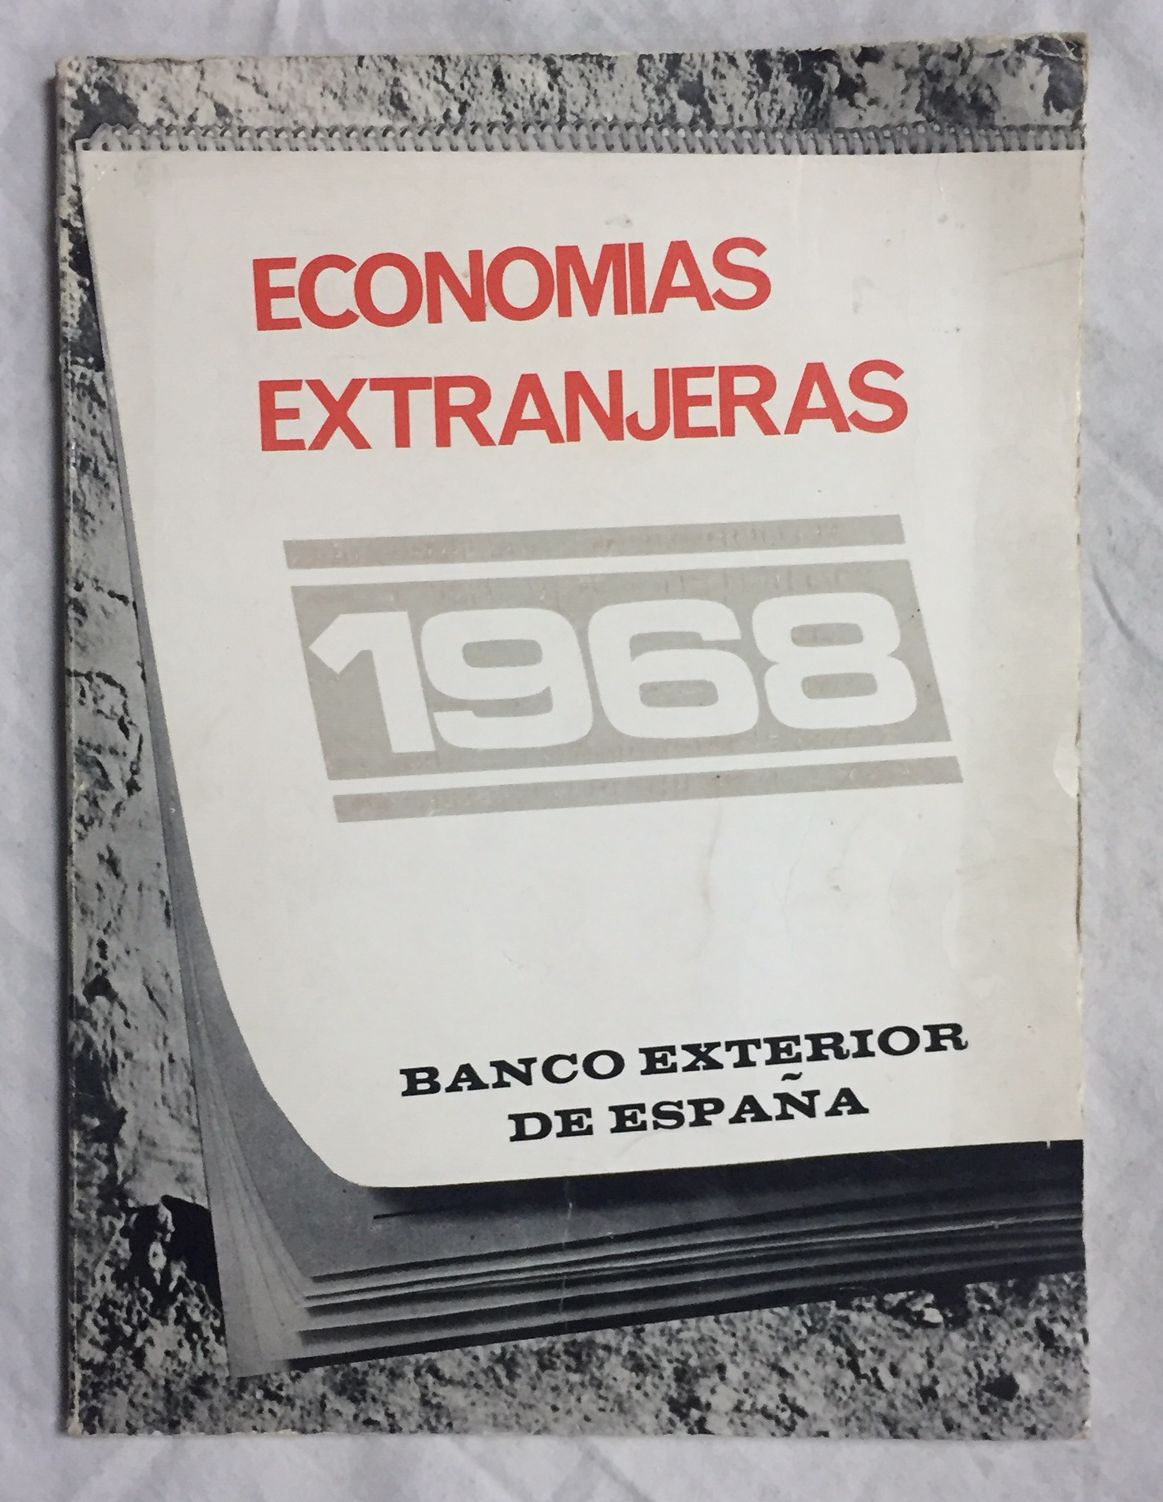 ECONOMIAS
EXTRANJERAS
1968
BANCO EXTERIOR
DE ESPAÑA